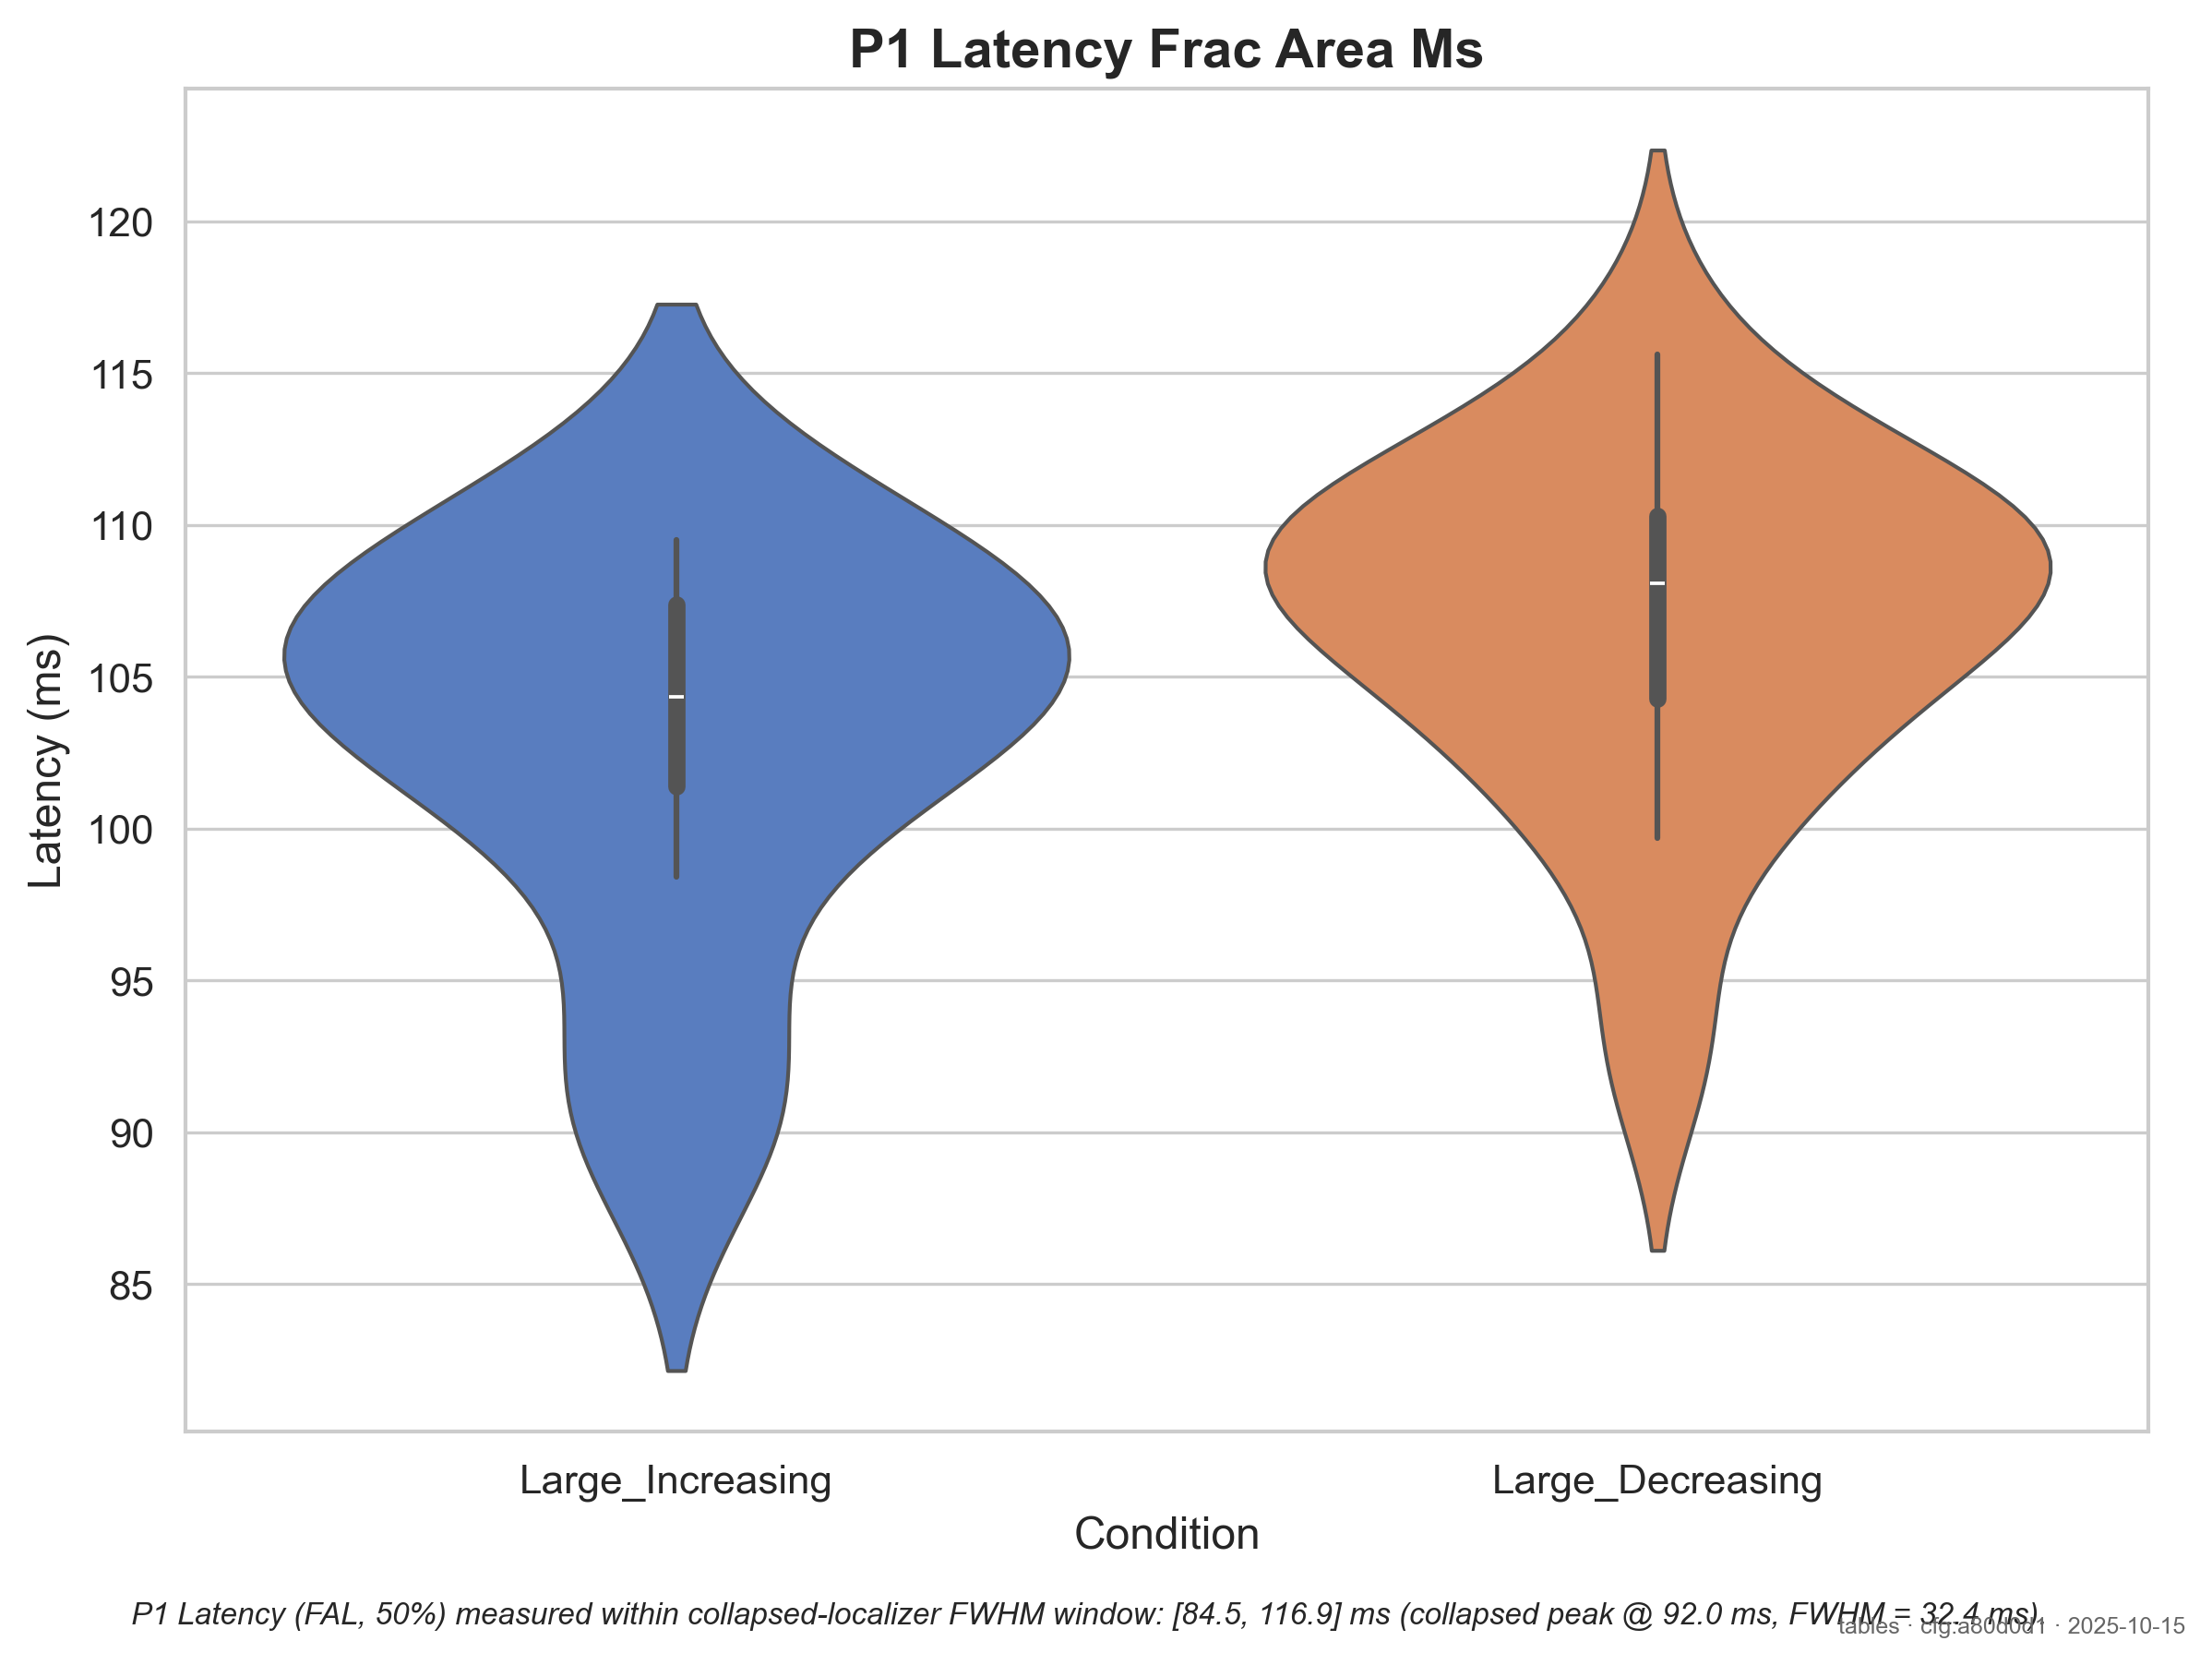 P1 Latency Frac Area Ms
Latency (ms)
120
115
110
105
100
95
90
85
Large_Increasing
Large_Decreasing
Condition
P1 Latency (FAL, 50%) measured within collapsed-localizer FWHM window: [84.5, 116.9] ms (collapsed peak @ 92.0 ms, FWHM = 32.4 ms).
tables · cfg:a80d0d1 · 2025-10-15